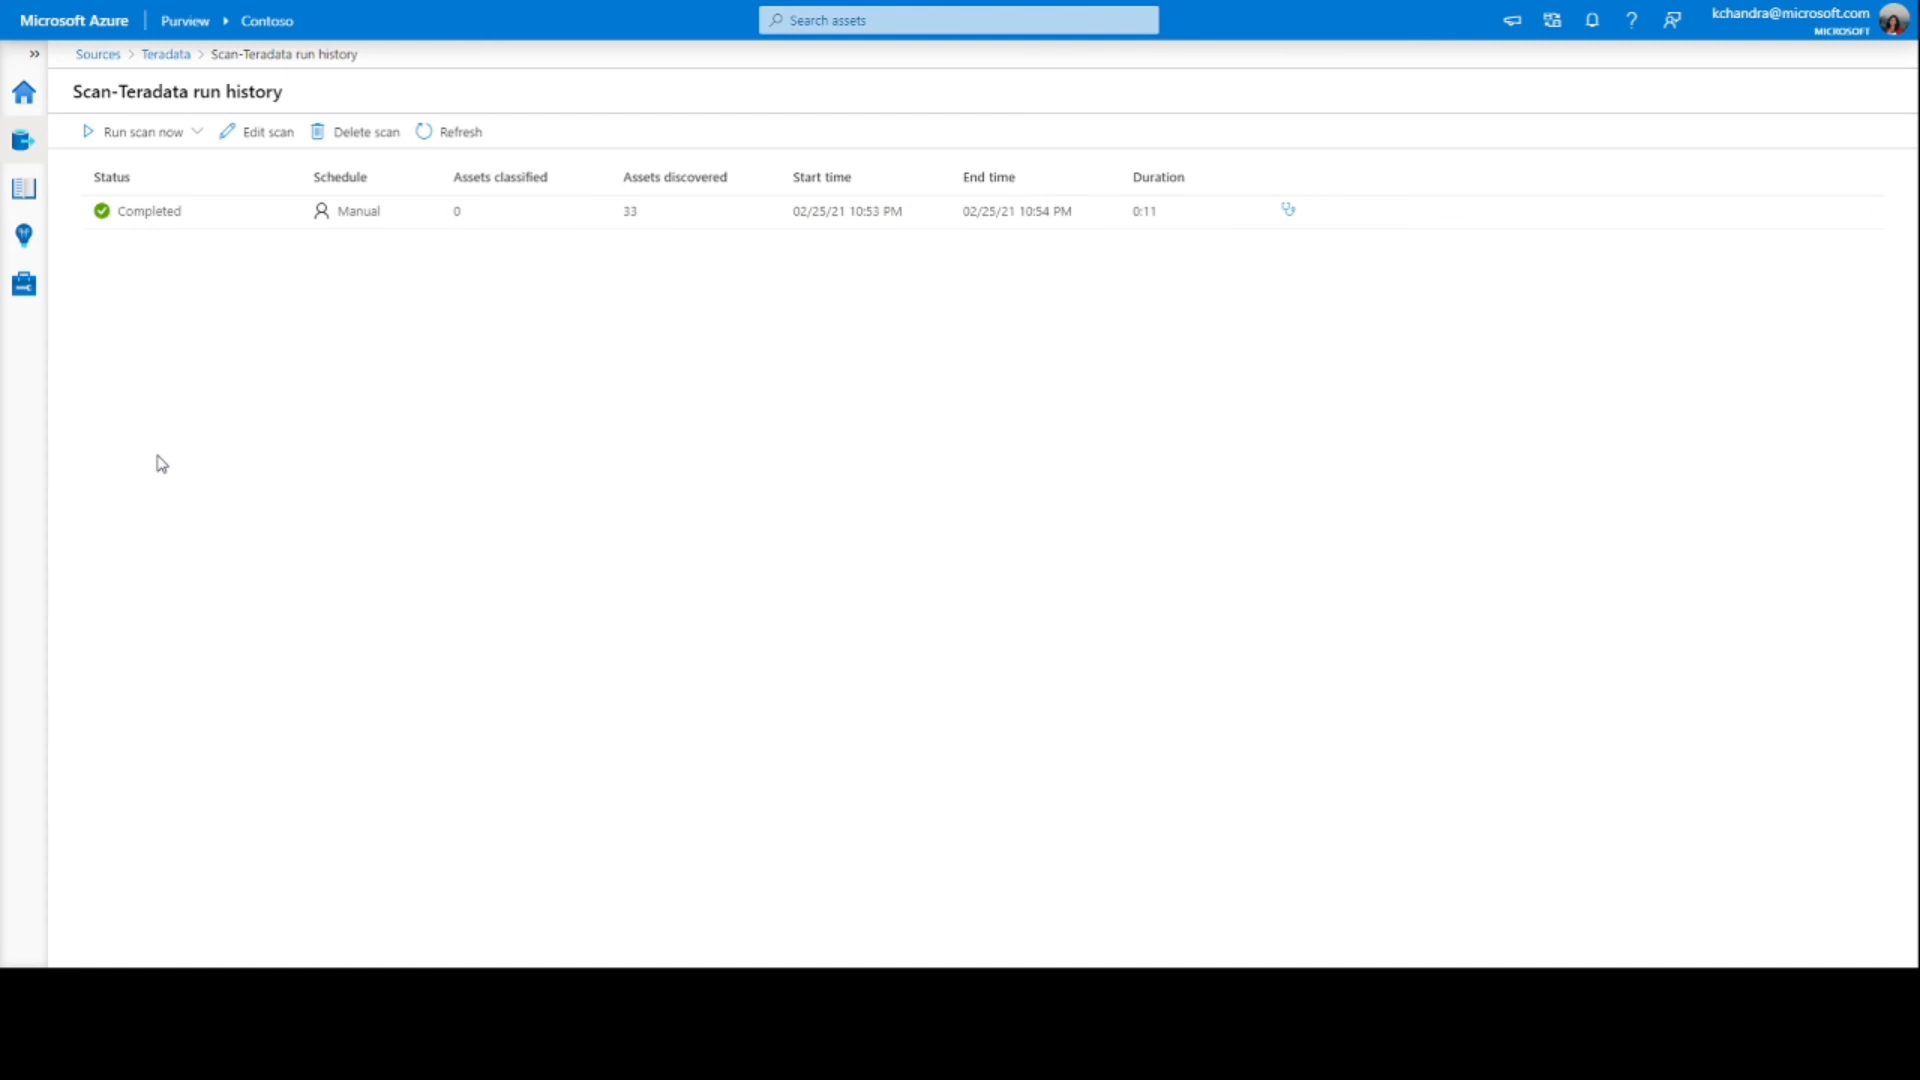 Microsoft Azure Purview Contoso Search assets kchandra@microsoft.com
MICROSOFT
Sources > Teradata > Scan-Teradata run history
Scan-Teradata run history
Run scan now Edit scan Delete scan Refresh
Status Schedule Assets classified Assets discovered Start time End time Duration
Completed Manual 0 33 02/25/21 10:53 PM 02/25/21 10:54 PM 0:11